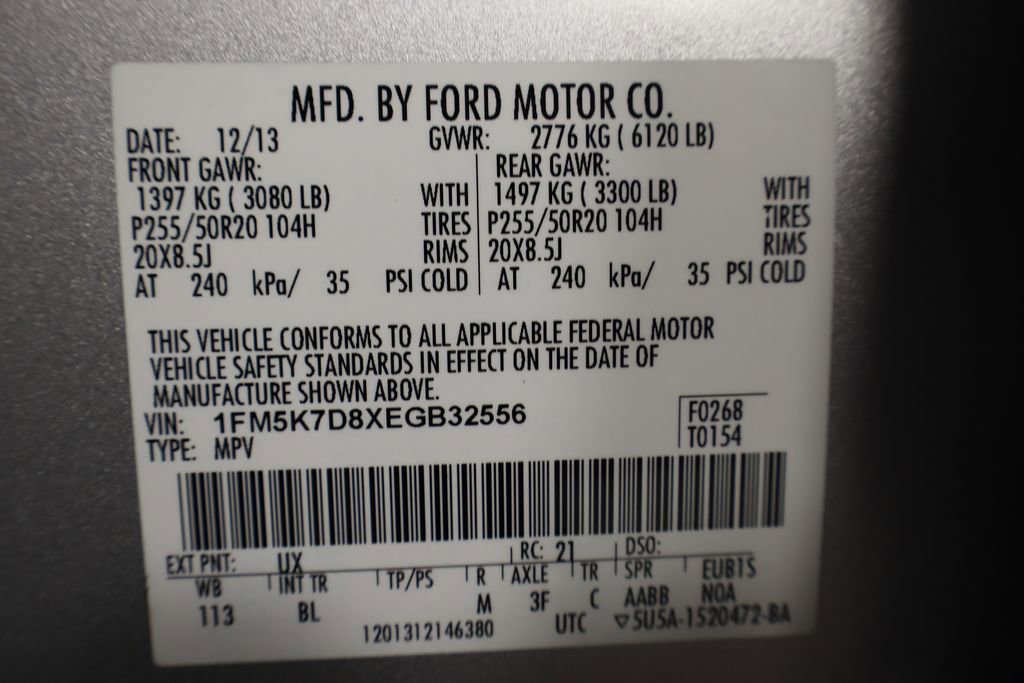 MFD. BY FORD MOTOR CO.
DATE: 12/13 GVWR: 2776 KG ( 6120 LB)
FRONT GAWR: REAR GAWR:
1397 KG ( 3080 LB) WITH 1497 KG ( 3300 LB) WITH
P255/50R20 104H TIRES P255/50R20 104H TIRES
20X8.5J RIMS 20X8.5J RIMS
AT 240 kPa/ 35 PSI COLD AT 240 kPa/ 35 PSI COLD
THIS VEHICLE CONFORMS TO ALL APPLICABLE FEDERAL MOTOR
VEHICLE SAFETY STANDARDS IN EFFECT ON THE DATE OF
MANUFACTURE SHOWN ABOVE.
VIN: 1FM5K7D8XEGB32556 F0268
TYPE: MPV T0154
EXT PNT: UX RC: 21 DSO:
WB INT TR TP/PS R AXLE TR SPR EUB1S
113 BL M 3F C AABB NOA
1201312146380 UTC ▽5U5A-1520472-BA